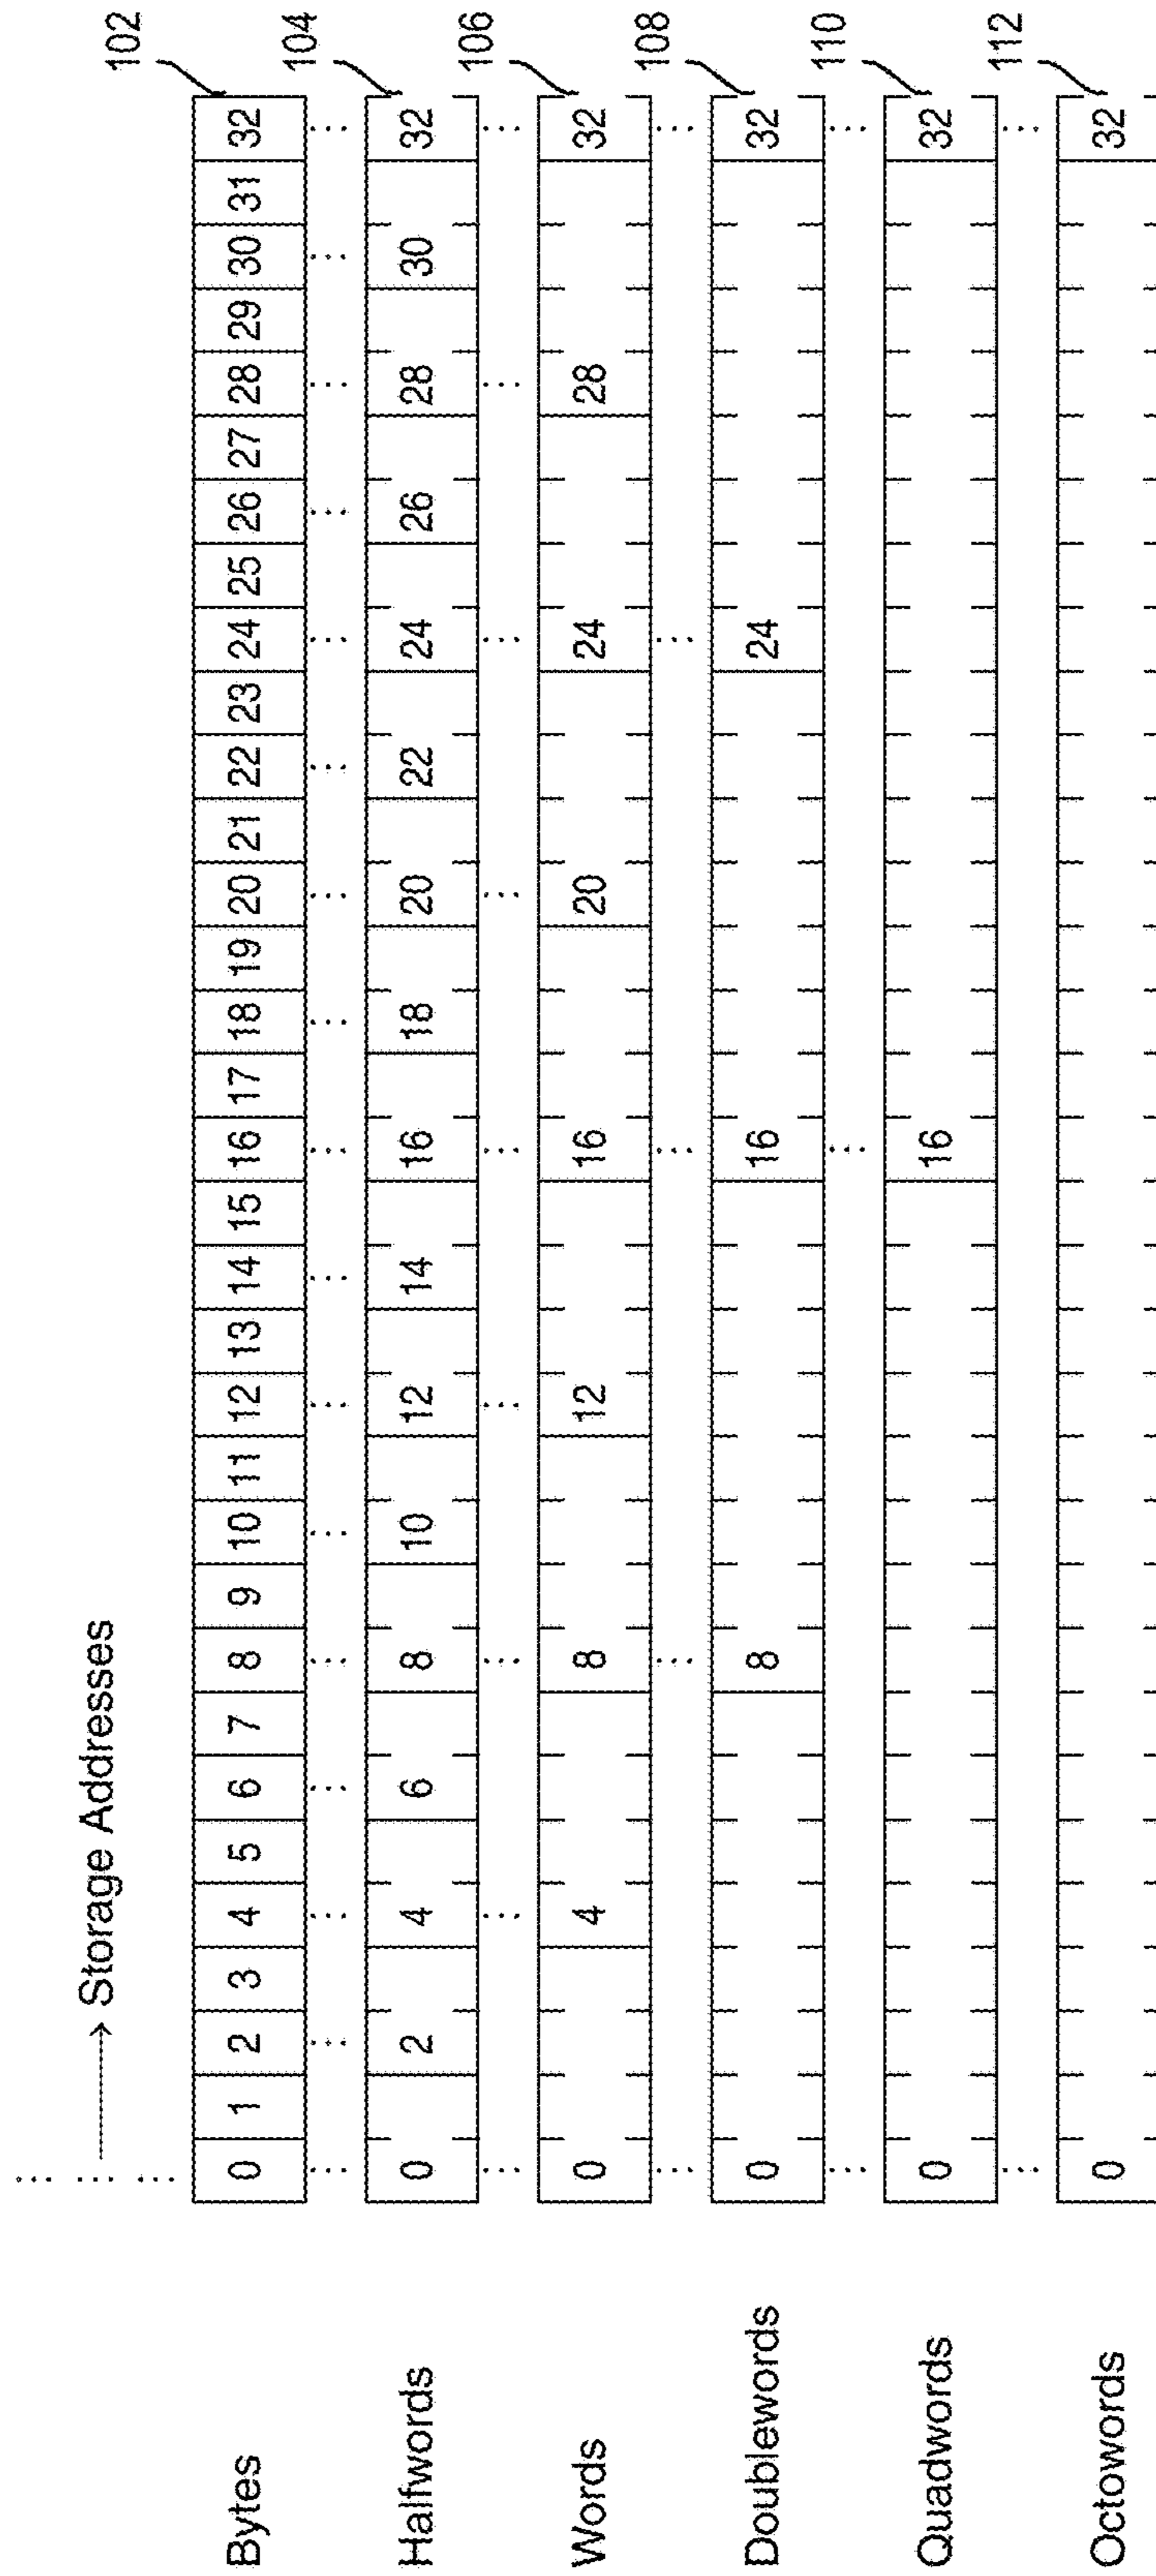 Storage Addresses
102
Bytes 0 1 2 3 4 5 6 7 8 9 10 11 12 13 14 15 16 17 18 19 20 21 22 23 24 25 26 27 28 29 30 31 32
104
Halfwords 0 2 4 6 8 10 12 14 16 18 20 22 24 26 28 30 32
106
Words 0 4 8 12 16 20 24 28 32
108
Doublewords 0 8 16 24 32
110
Quadwords 0 16 32
112
Octowords 0 32